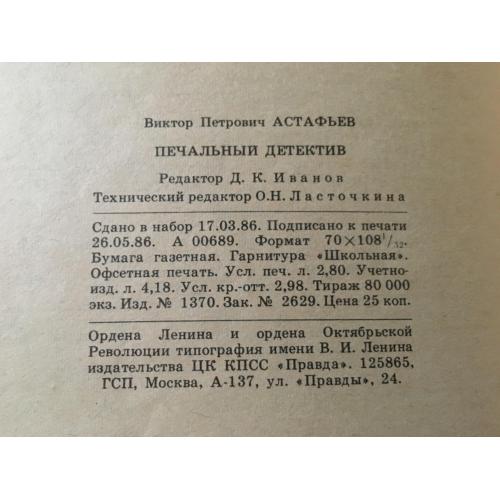 Виктор Петрович АСТАФЬЕВ
ПЕЧАЛЬНЫЙ ДЕТЕКТИВ
Редактор Д. К. Иванов
Технический редактор О.Н. Ласточкина
Сдано в набор 17.03.86. Подписано к печати
26.05.86. А 00689. Формат 70×108¹/₃₂.
Бумага газетная. Гарнитура «Школьная».
Офсетная печать. Усл. печ. л. 2,80. Учетно-
изд. л. 4,18. Усл. кр.-отт. 2,98. Тираж 80 000
экз. Изд. № 1370. Зак. № 2629. Цена 25 коп.
Ордена Ленина и ордена Октябрьской
Революции типография имени В. И. Ленина
издательства ЦК КПСС «Правда». 125865,
ГСП, Москва, А-137, ул. «Правды», 24.